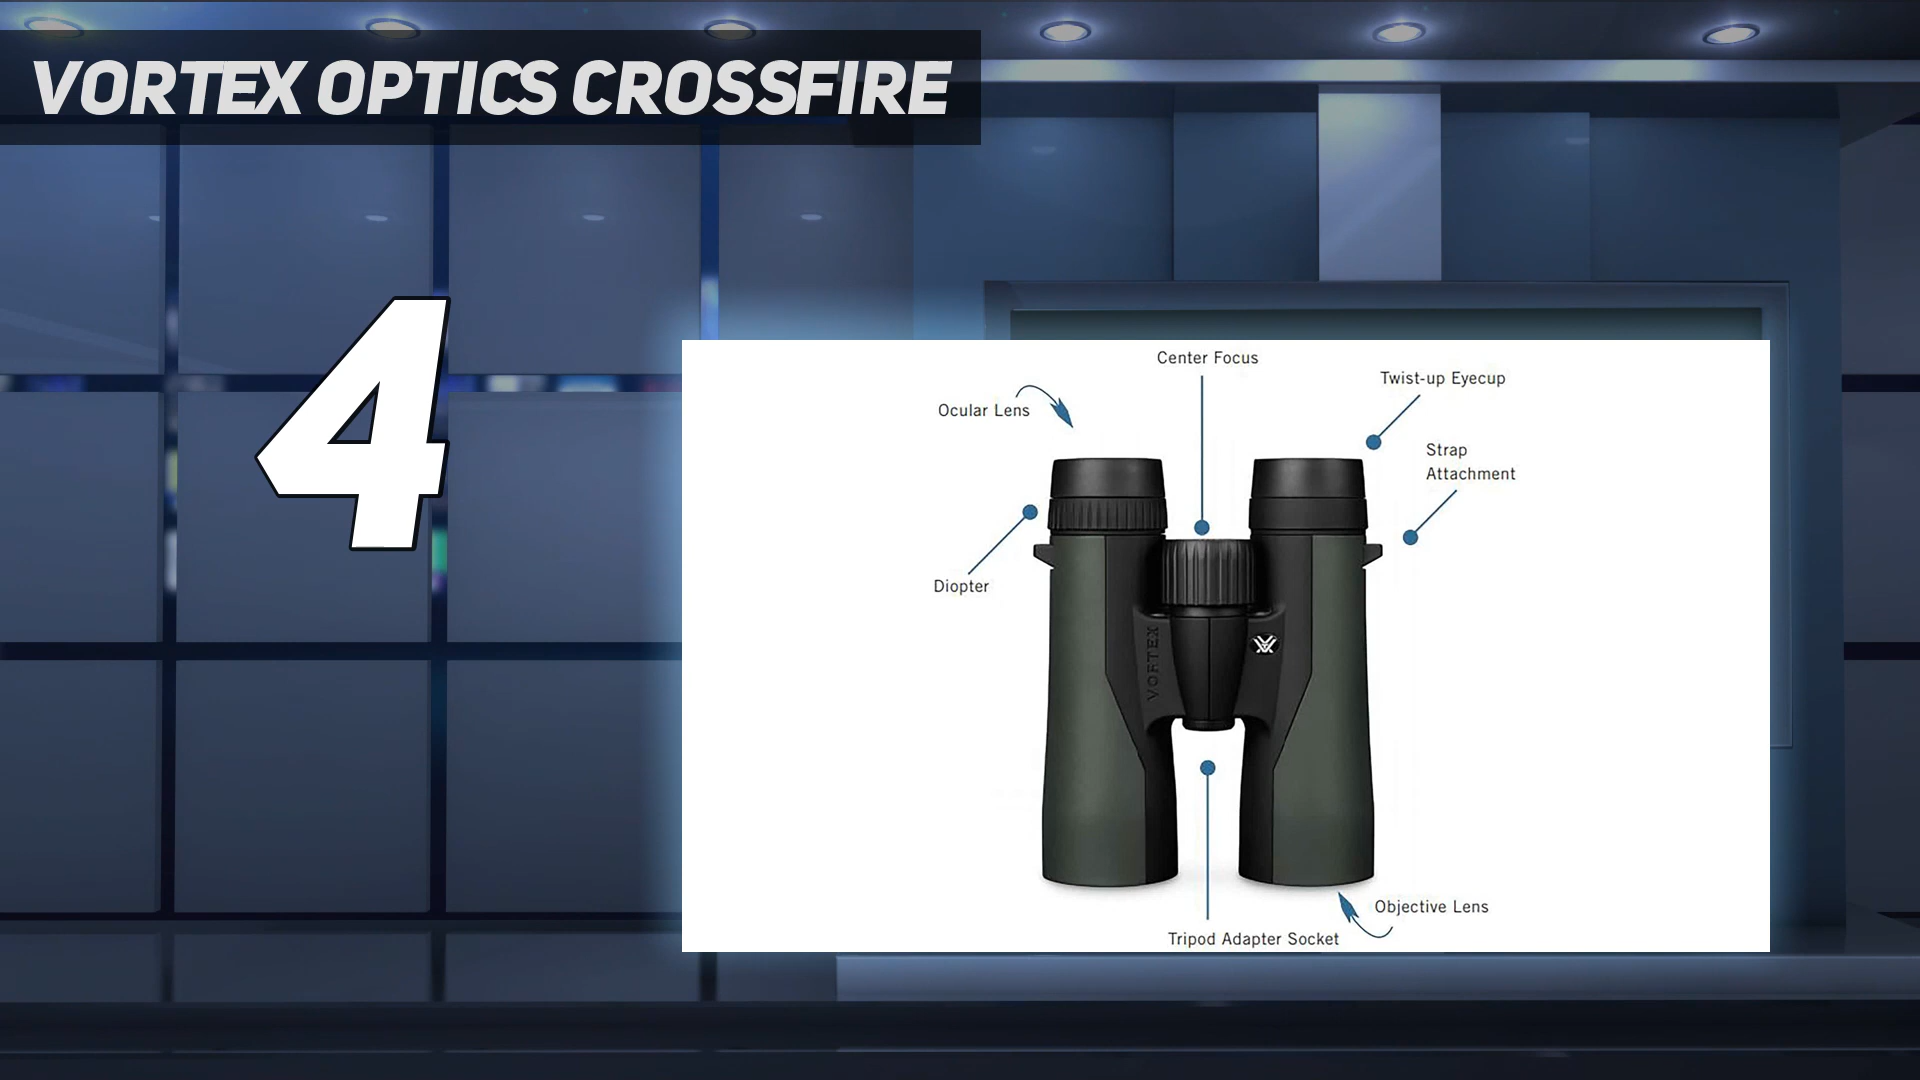 VORTEX OPTICS CROSSFIRE
4
Center Focus
Twist-up Eyecup
Ocular Lens
Strap
Attachment
Diopter
VORTEX
Objective Lens
Tripod Adapter Socket